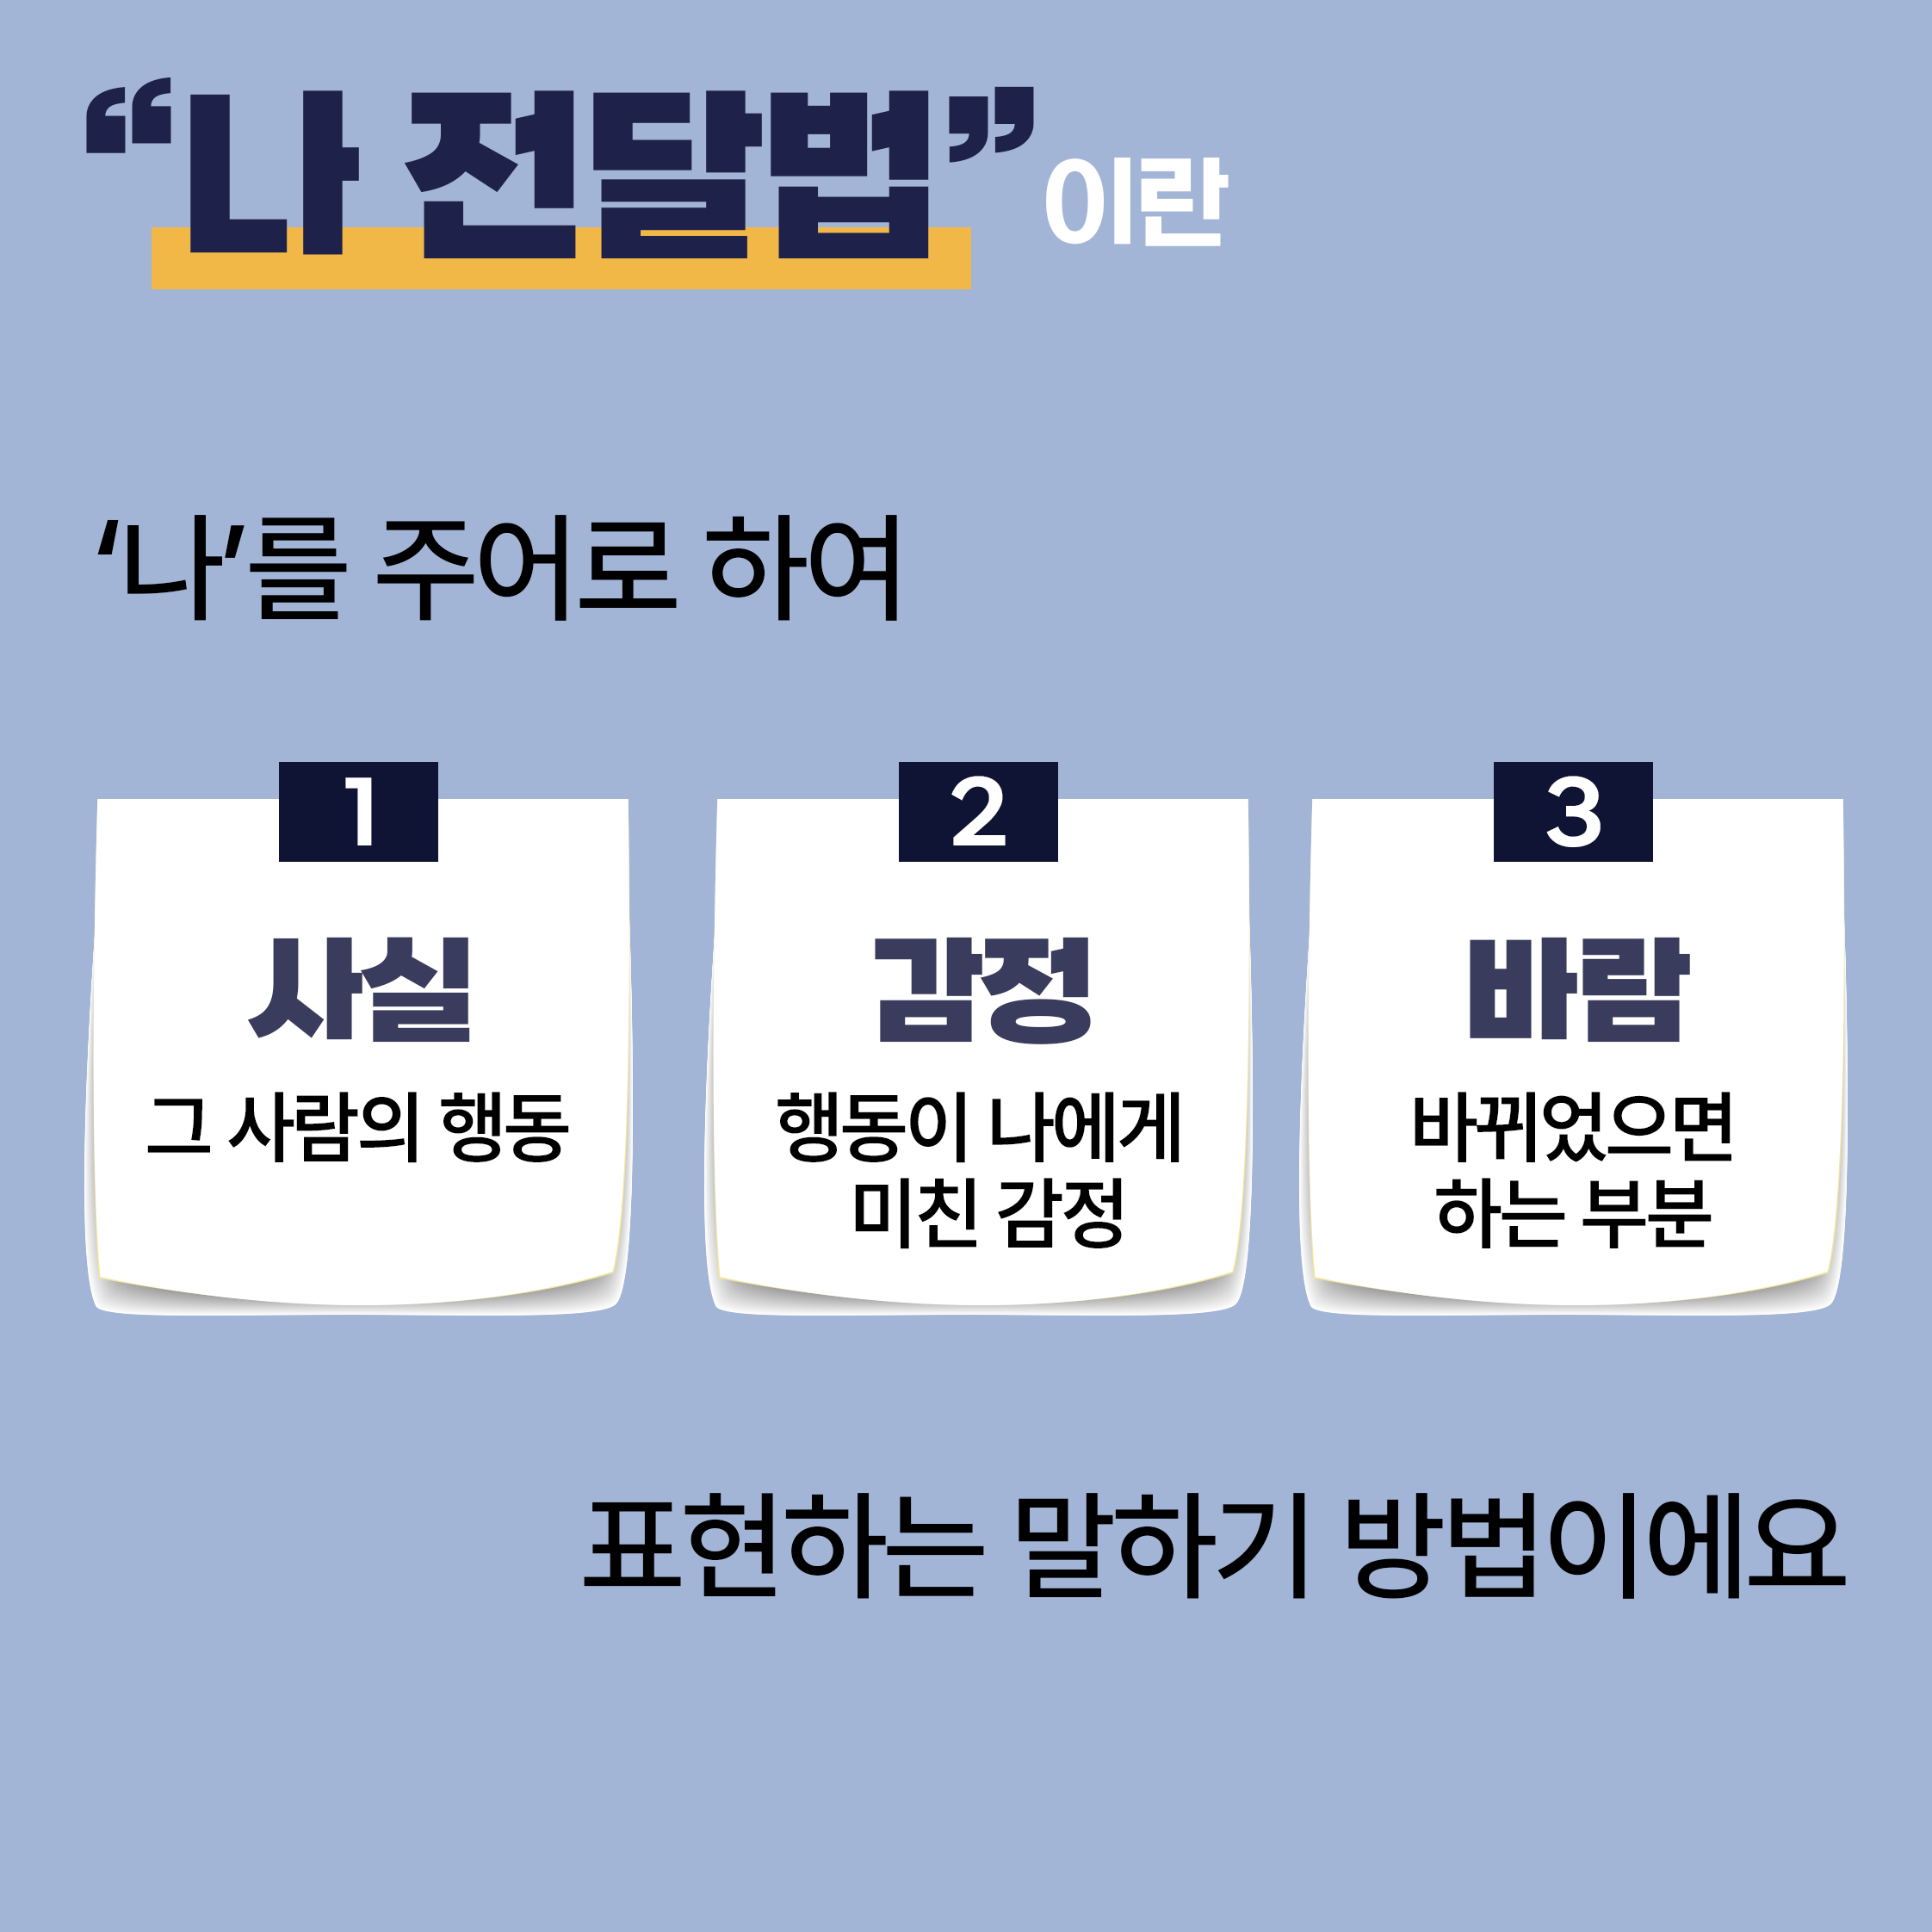 “나 전달법”이란
‘나’를 주어로 하여
1
사실
그 사람의 행동
2
감정
행동이 나에게
미친 감정
3
바람
바뀌었으면
하는 부분
표현하는 말하기 방법이에요